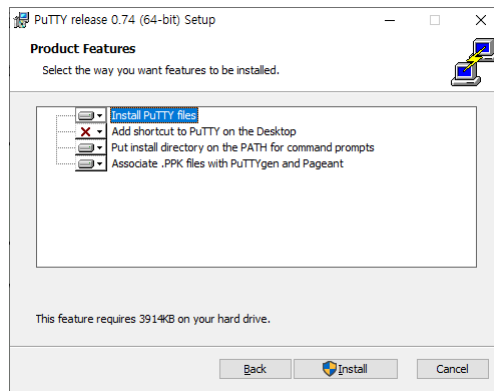 PuTTY release 0.74 (64-bit) Setup
Product Features
Select the way you want features to be installed.
Install PuTTY files
Add shortcut to PuTTY on the Desktop
Put install directory on the PATH for command prompts
Associate .PPK files with PuTTYgen and Pageant
This feature requires 3914KB on your hard drive.
Back Install Cancel